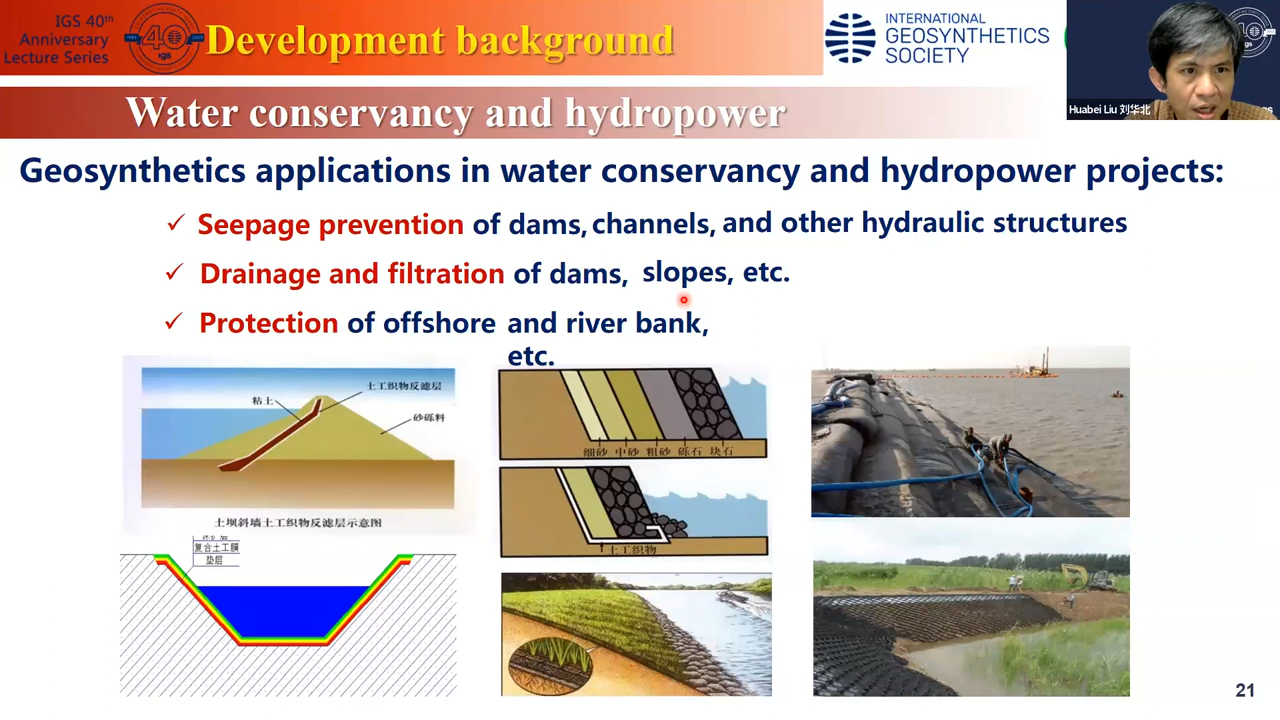 IGS 40th
Anniversary
Lecture Series
40
igs
Development background
INTERNATIONAL
GEOSYNTHETICS
SOCIETY
Huabei Liu 刘华北
Water conservancy and hydropower
Geosynthetics applications in water conservancy and hydropower projects:
✓ Seepage prevention of dams, channels, and other hydraulic structures
✓ Drainage and filtration of dams, slopes, etc.
✓ Protection of offshore and river bank,
etc.
土工织物反滤层
粘土
砂砾料
土坝斜墙土工织物反滤层示意图
复合土工膜
垫层
细砂 中砂 粗砂 砾石 块石
土工织物
21